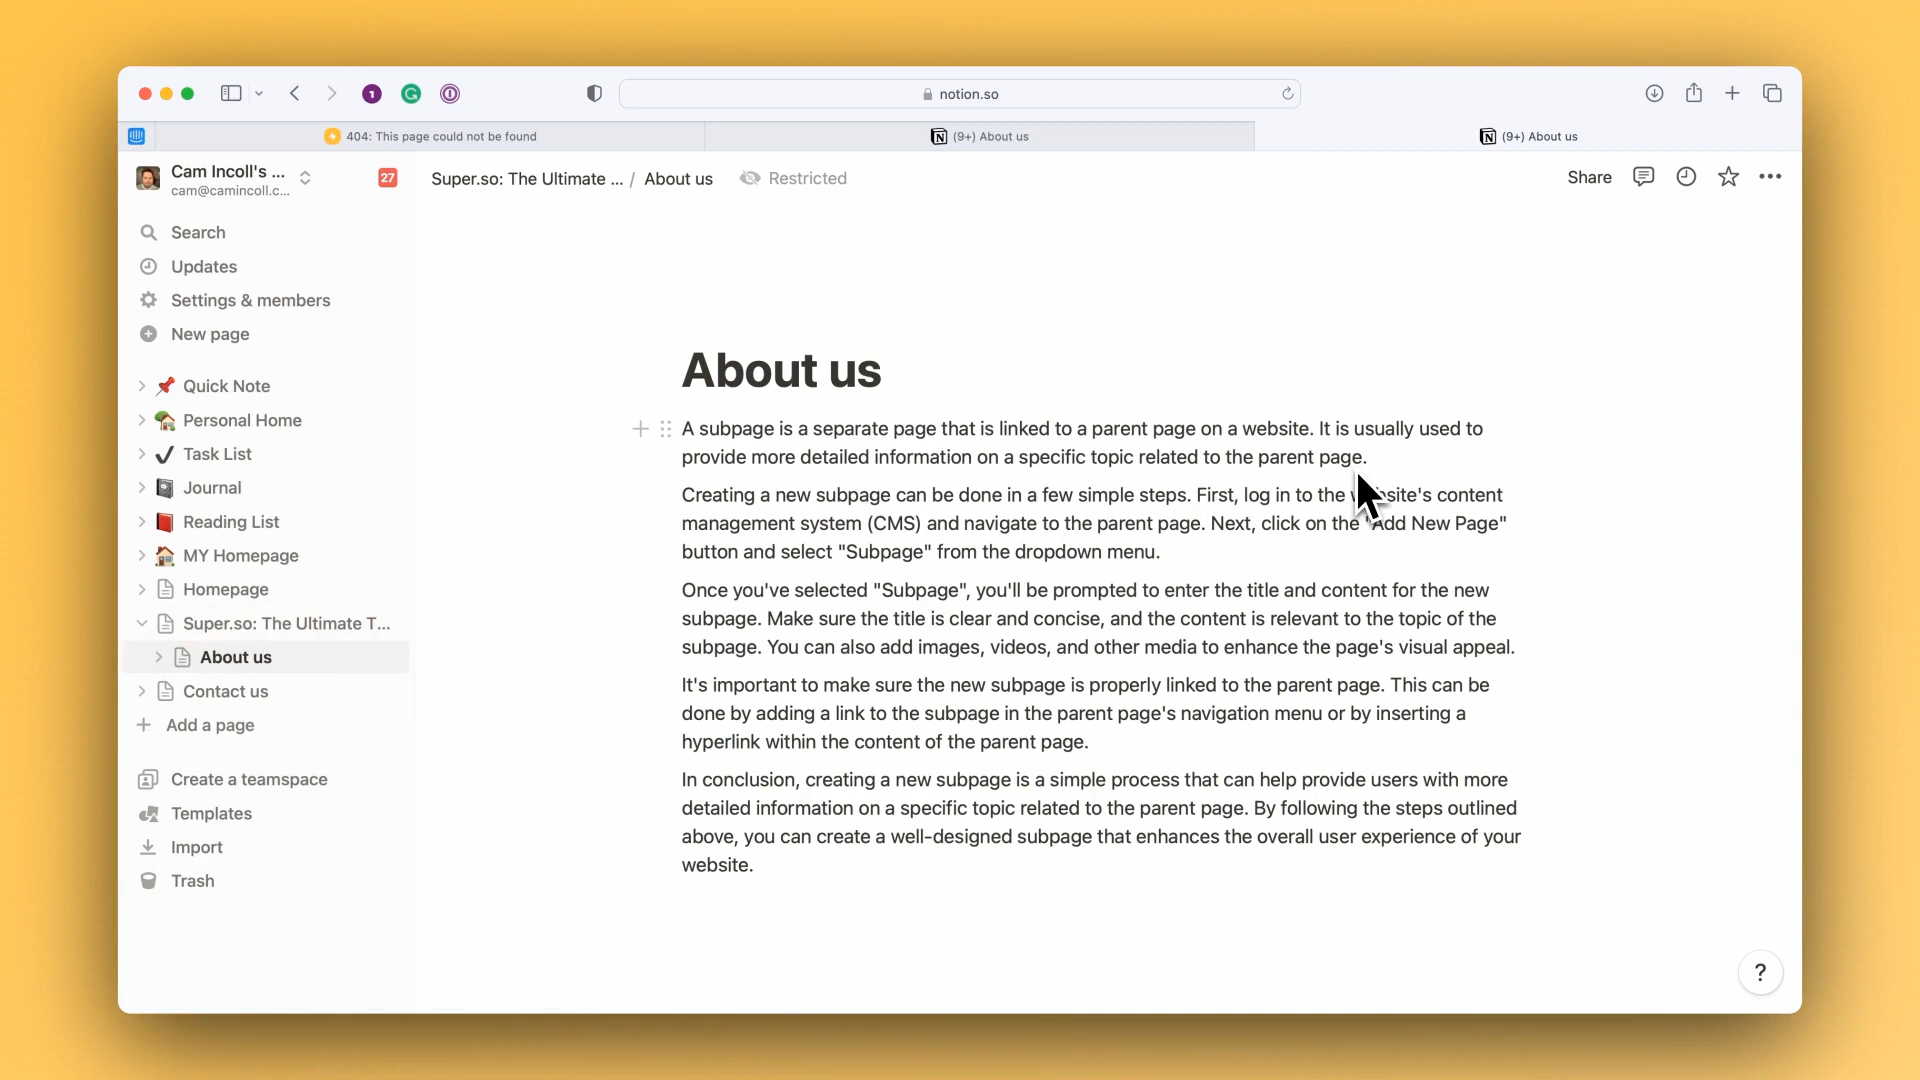 notion.so
404: This page could not be found
(9+) About us
(9+) About us
Cam Incoll's ...
cam@camincoll.c...
27
Super.so: The Ultimate ... / About us
Restricted
Share
Search
Updates
Settings & members
New page
Quick Note
Personal Home
Task List
Journal
Reading List
MY Homepage
Homepage
Super.so: The Ultimate T...
About us
Contact us
Add a page
Create a teamspace
Templates
Import
Trash
About us
A subpage is a separate page that is linked to a parent page on a website. It is usually used to
provide more detailed information on a specific topic related to the parent page.
Creating a new subpage can be done in a few simple steps. First, log in to the website's content
management system (CMS) and navigate to the parent page. Next, click on the "Add New Page"
button and select "Subpage" from the dropdown menu.
Once you've selected "Subpage", you'll be prompted to enter the title and content for the new
subpage. Make sure the title is clear and concise, and the content is relevant to the topic of the
subpage. You can also add images, videos, and other media to enhance the page's visual appeal.
It's important to make sure the new subpage is properly linked to the parent page. This can be
done by adding a link to the subpage in the parent page's navigation menu or by inserting a
hyperlink within the content of the parent page.
In conclusion, creating a new subpage is a simple process that can help provide users with more
detailed information on a specific topic related to the parent page. By following the steps outlined
above, you can create a well-designed subpage that enhances the overall user experience of your
website.
?